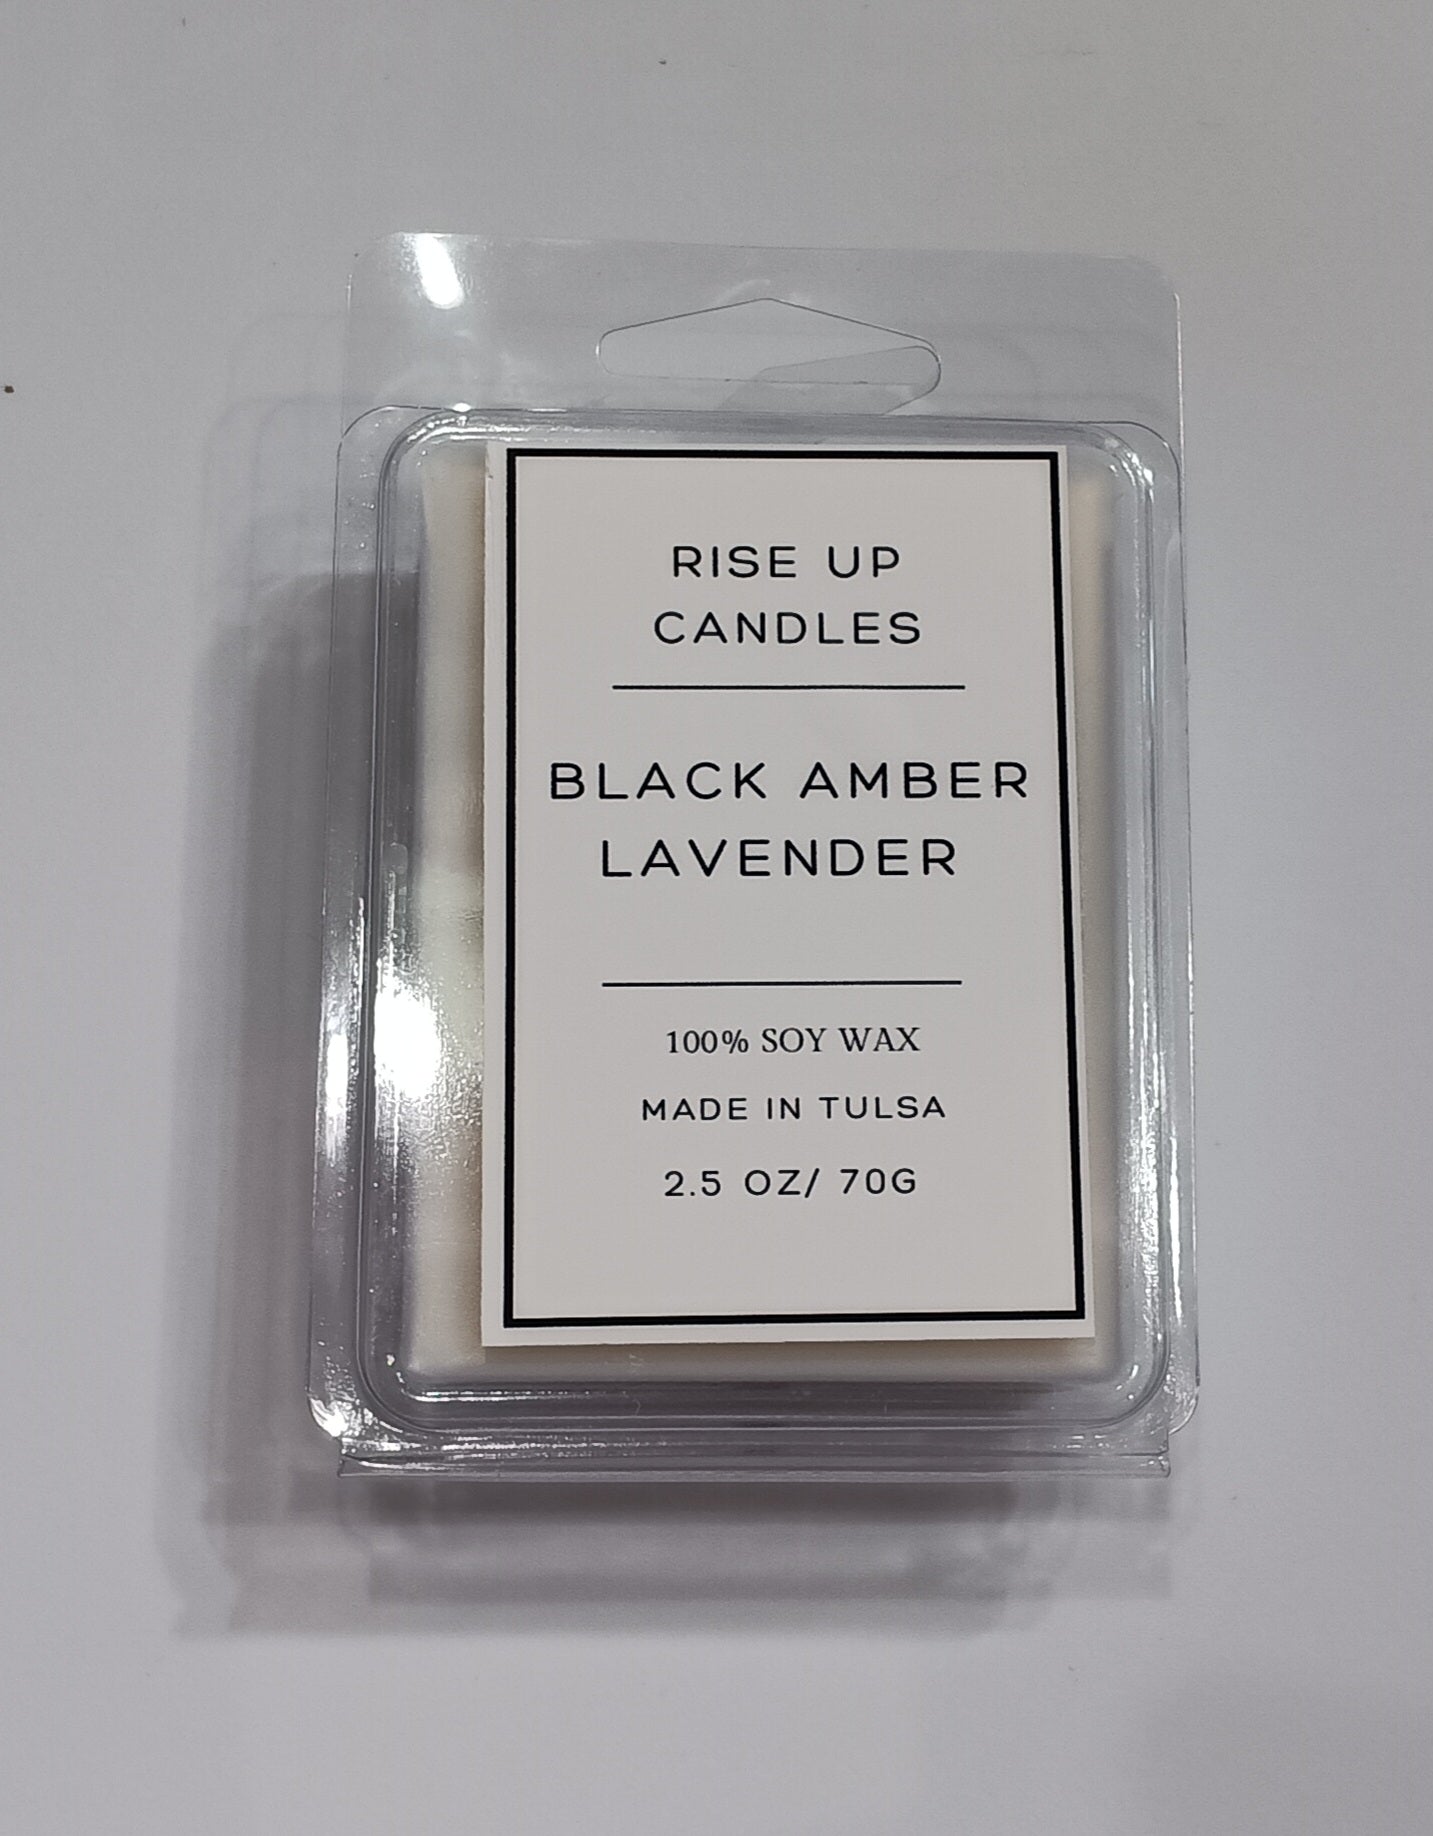 RISE UP
CANDLES
BLACK AMBER
LAVENDER
100% SOY WAX
MADE IN TULSA
2.5 OZ/ 70G